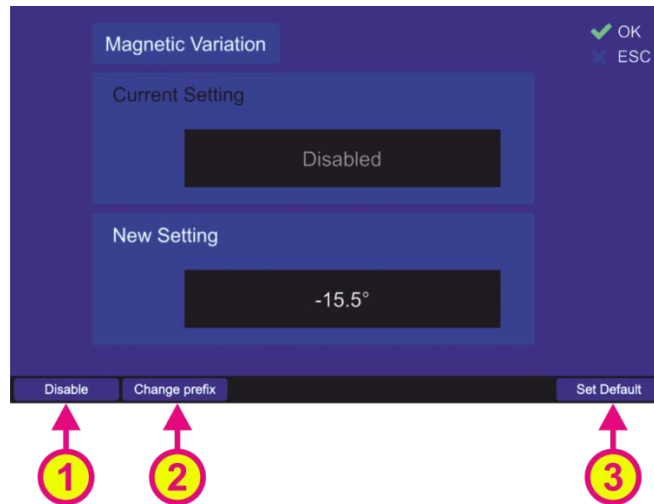 Magnetic Variation
OK
ESC
Current Setting
Disabled
New Setting
-15.5°
Disable
Change prefix
Set Default
1
2
3